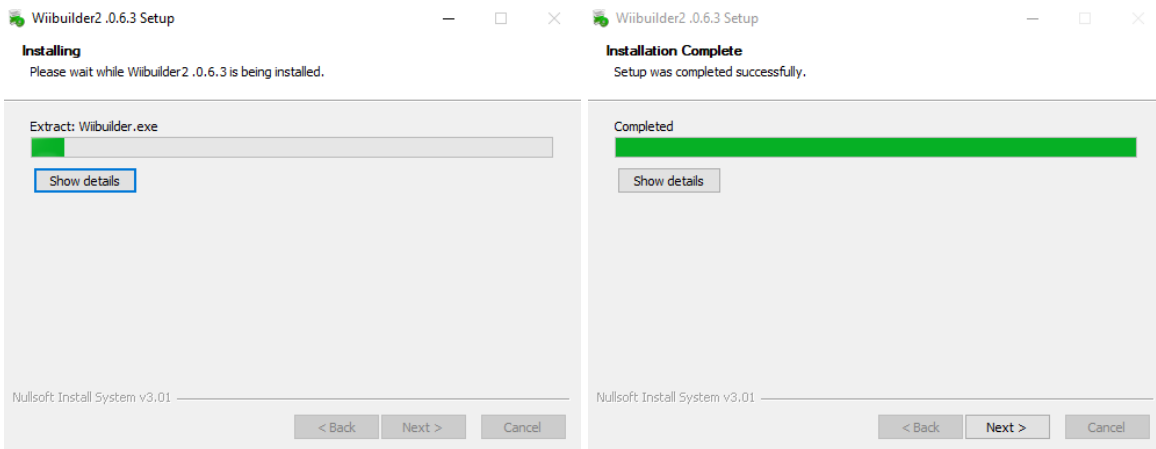 Wiibuilder2 .0.6.3 Setup
Installing
Please wait while Wiibuilder2 .0.6.3 is being installed.
Extract: Wiibuilder.exe
Show details
Nullsoft Install System v3.01
< Back
Next >
Cancel
Wiibuilder2 .0.6.3 Setup
Installation Complete
Setup was completed successfully.
Completed
Show details
Nullsoft Install System v3.01
< Back
Next >
Cancel